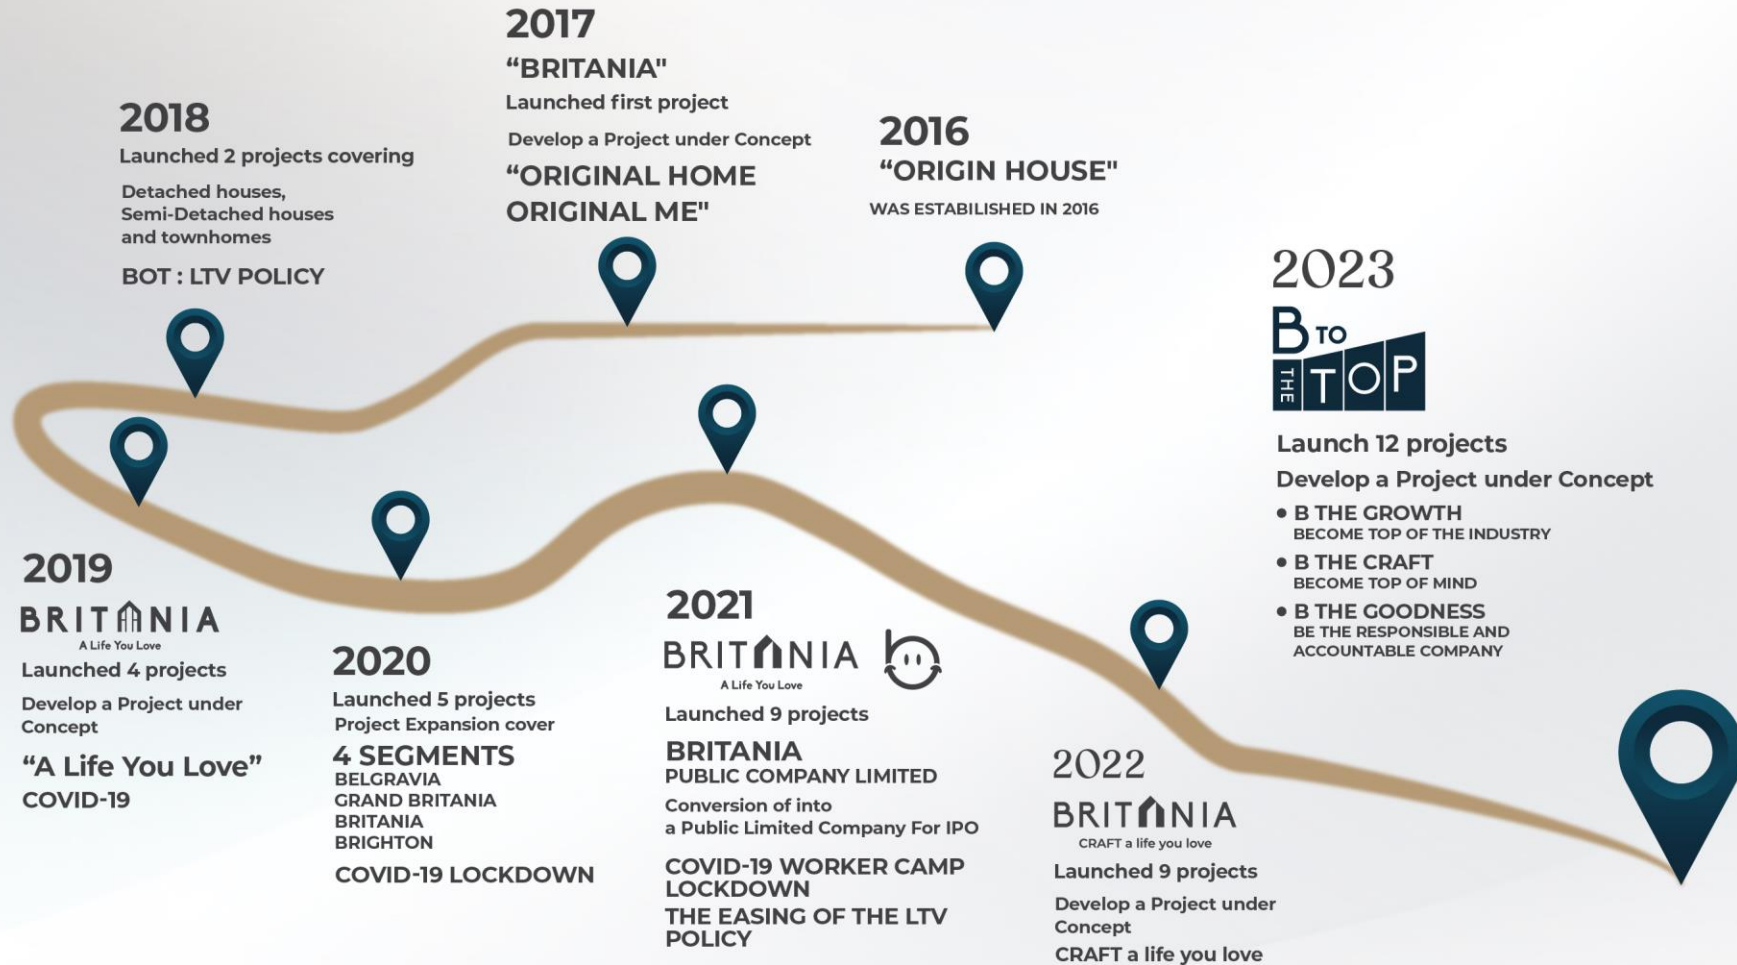 2016
“ORIGIN HOUSE"
WAS ESTABILISHED IN 2016
2017
“BRITANIA"
Launched first project
Develop a Project under Concept
“ORIGINAL HOME
ORIGINAL ME"
2018
Launched 2 projects covering
Detached houses,
Semi-Detached houses
and townhomes
BOT : LTV POLICY
2019
BRITANIA
A Life You Love
Launched 4 projects
Develop a Project under
Concept
“A Life You Love”
COVID-19
2020
Launched 5 projects
Project Expansion cover
4 SEGMENTS
BELGRAVIA
GRAND BRITANIA
BRITANIA
BRIGHTON
COVID-19 LOCKDOWN
2021
BRITANIA
A Life You Love
Launched 9 projects
BRITANIA
PUBLIC COMPANY LIMITED
Conversion of into
a Public Limited Company For IPO
COVID-19 WORKER CAMP
LOCKDOWN
THE EASING OF THE LTV
POLICY
2022
BRITANIA
CRAFT a life you love
Launched 9 projects
Develop a Project under
Concept
CRAFT a life you love
2023
B TO
THE TOP
Launch 12 projects
Develop a Project under Concept
• B THE GROWTH
BECOME TOP OF THE INDUSTRY
• B THE CRAFT
BECOME TOP OF MIND
• B THE GOODNESS
BE THE RESPONSIBLE AND
ACCOUNTABLE COMPANY